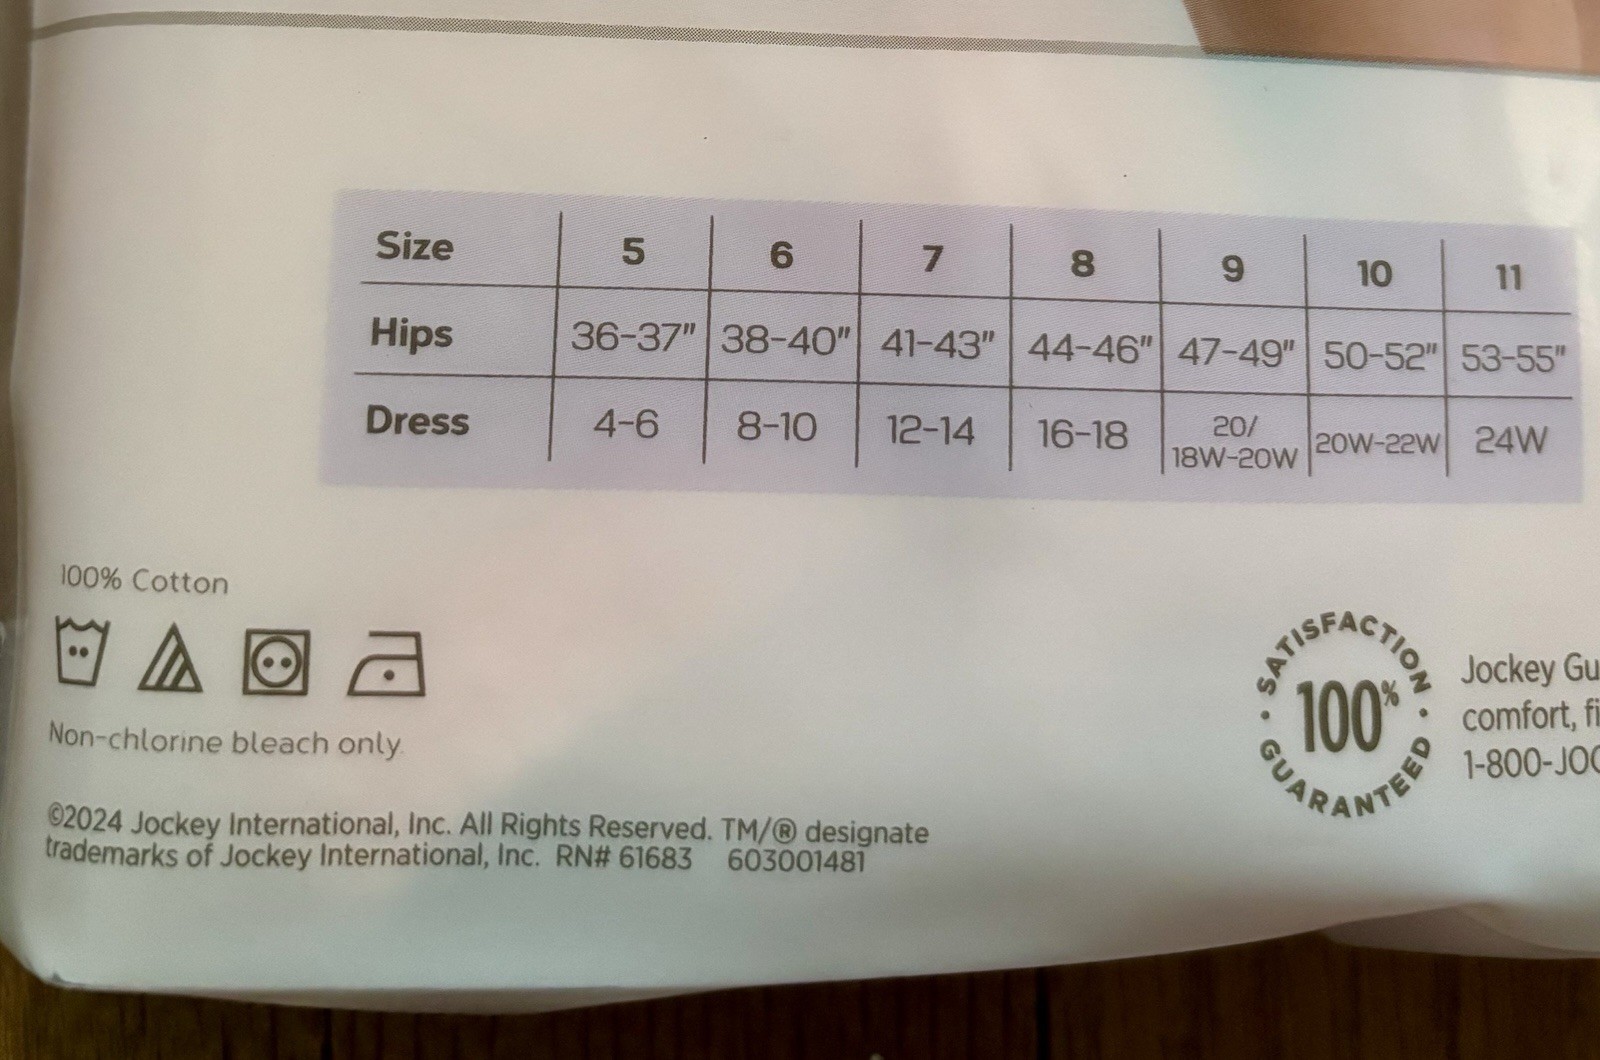 Size 5 6 7 8 9 10 11
Hips 36-37" 38-40" 41-43" 44-46" 47-49" 50-52" 53-55"
Dress 4-6 8-10 12-14 16-18 20/ 18W-20W 20W-22W 24W
100% Cotton
Non-chlorine bleach only.
©2024 Jockey International, Inc. All Rights Reserved. TM/® designate
trademarks of Jockey International, Inc. RN# 61683 603001481
SATISFACTION
100%
GUARANTEED
Jockey Gu
comfort, fi
1-800-JOC